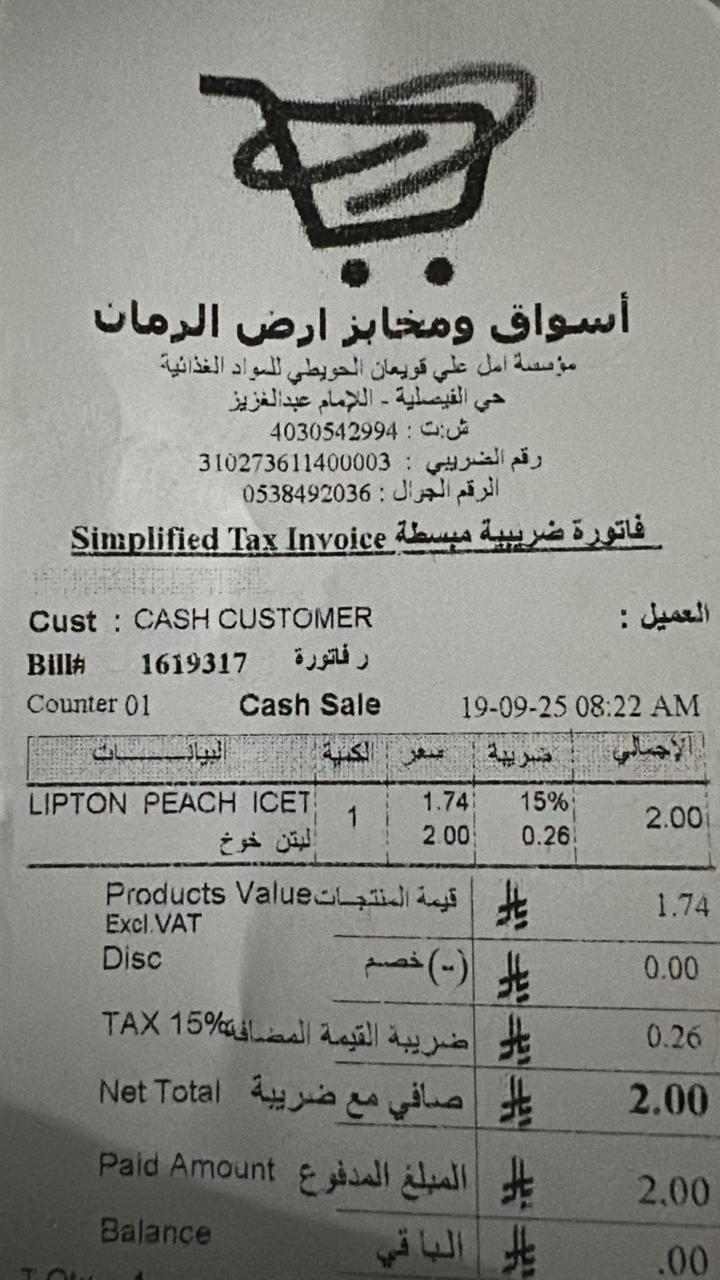 أسواق ومخابز ارض الرمان
مؤسسة امل علي قويعان الحويطي للمواد الغذائية
حي الفيصلية - اللإمام عبدالغزيز
ش:ت : 4030542994
رقم الضريبي : 310273611400003
الرقم الجوال : 0538492036
Simplified Tax Invoice فاتورة ضريبية مبسطة
Cust : CASH CUSTOMER العميل :
Bill# 1619317 ر فاتورة
Counter 01 Cash Sale 19-09-25 08:22 AM
البيانـــــــات الكمية سعر ضريبة الإجمالي
LIPTON PEACH ICET 1 1.74 15% 2.00
ليتن خوخ 2.00 0.26
Products Value قيمة المنتجـات 1.74
Excl.VAT
Disc (-) خصم 0.00
TAX 15% ضريبة القيمة المضافة 0.26
Net Total صافي مع ضريبة 2.00
Paid Amount المبلغ المدفوع 2.00
Balance الباقي .00